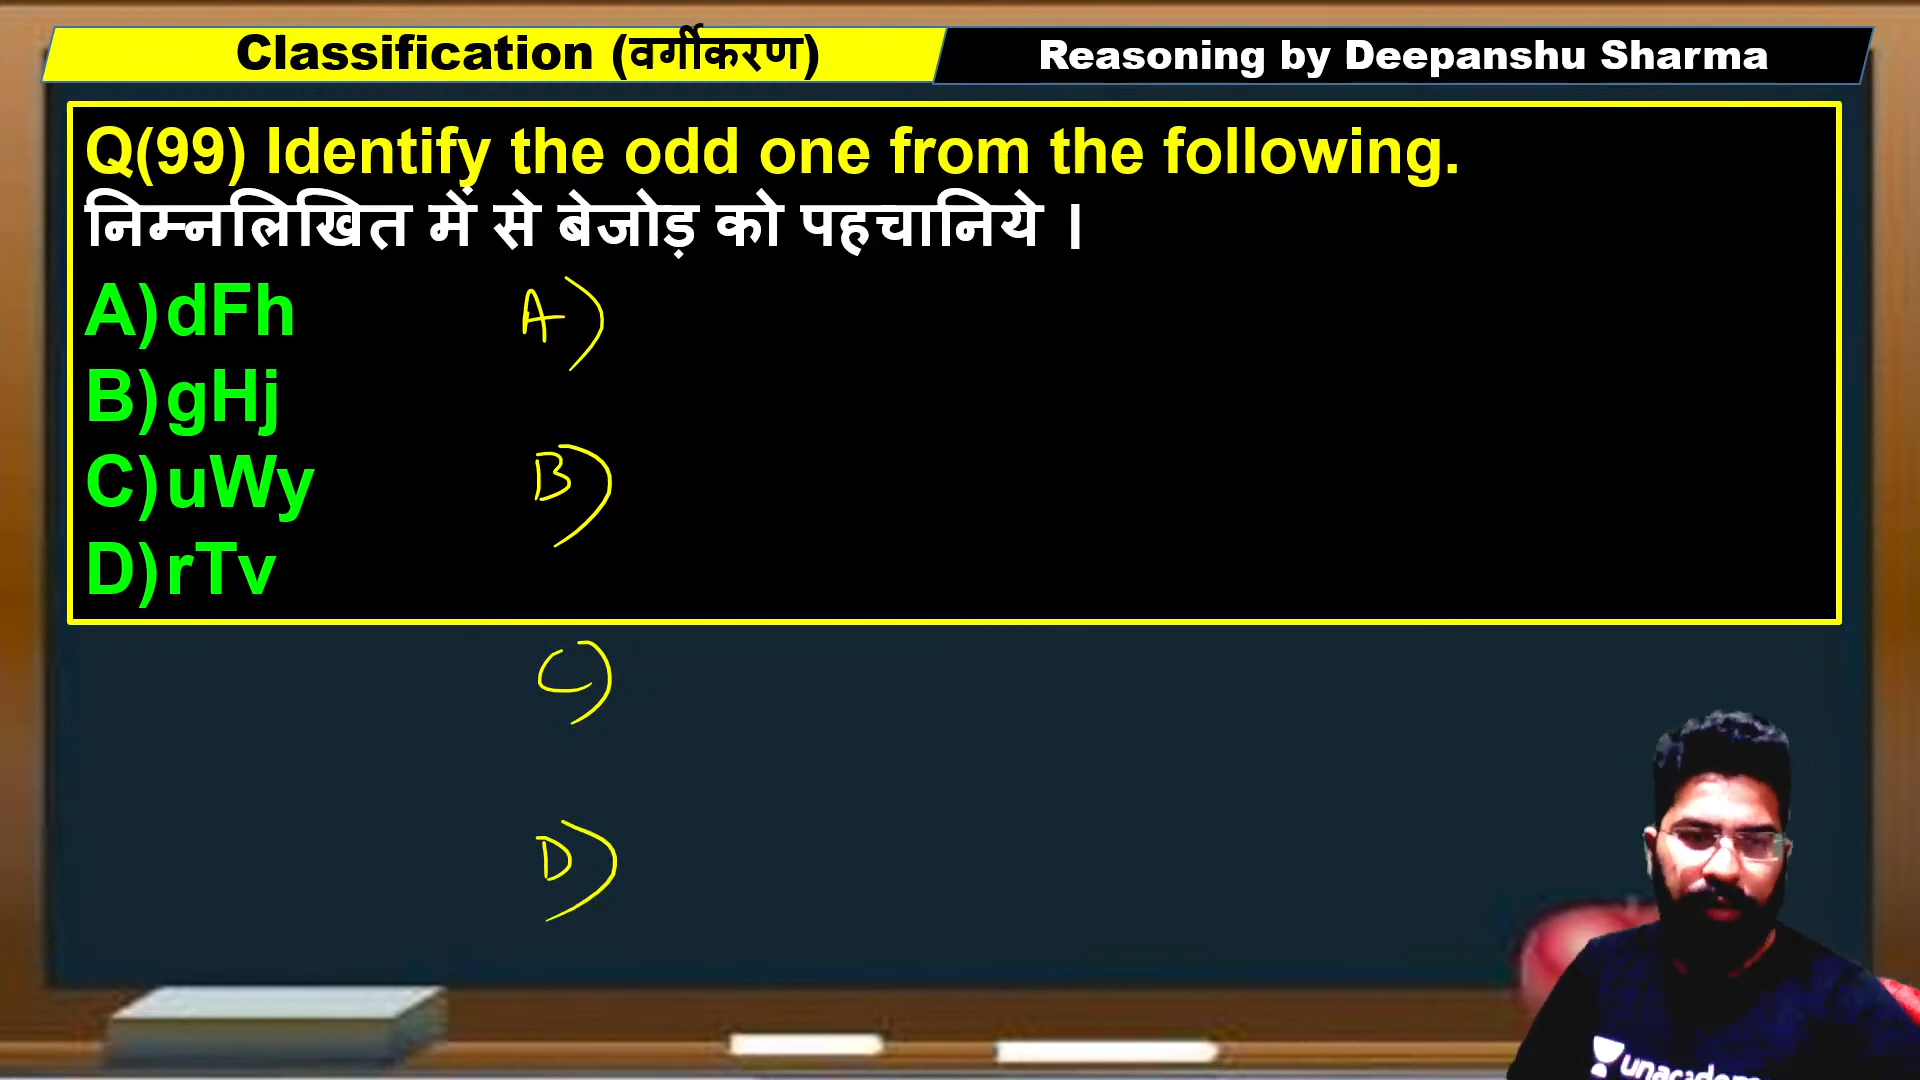 Classification (वर्गीकरण)
Reasoning by Deepanshu Sharma
Q(99) Identify the odd one from the following.
निम्नलिखित में से बेजोड़ को पहचानिये ।
A) dFh
B) gHj
C) uWy
D) rTv
A)
B)
C)
D)